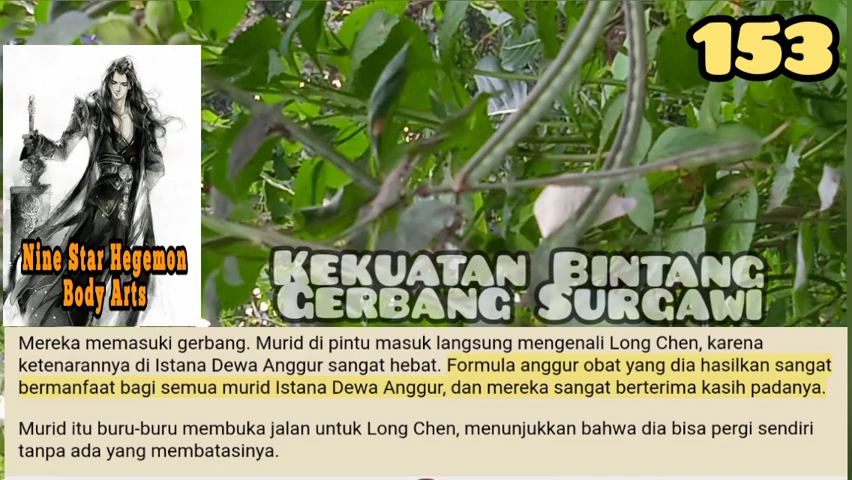 153
Nine Star Hegemon
Body Arts
KEKUATAN BINTANG
GERBANG SURGAWI
Mereka memasuki gerbang. Murid di pintu masuk langsung mengenali Long Chen, karena
ketenarannya di Istana Dewa Anggur sangat hebat. Formula anggur obat yang dia hasilkan sangat
bermanfaat bagi semua murid Istana Dewa Anggur, dan mereka sangat berterima kasih padanya.
Murid itu buru-buru membuka jalan untuk Long Chen, menunjukkan bahwa dia bisa pergi sendiri
tanpa ada yang membatasinya.